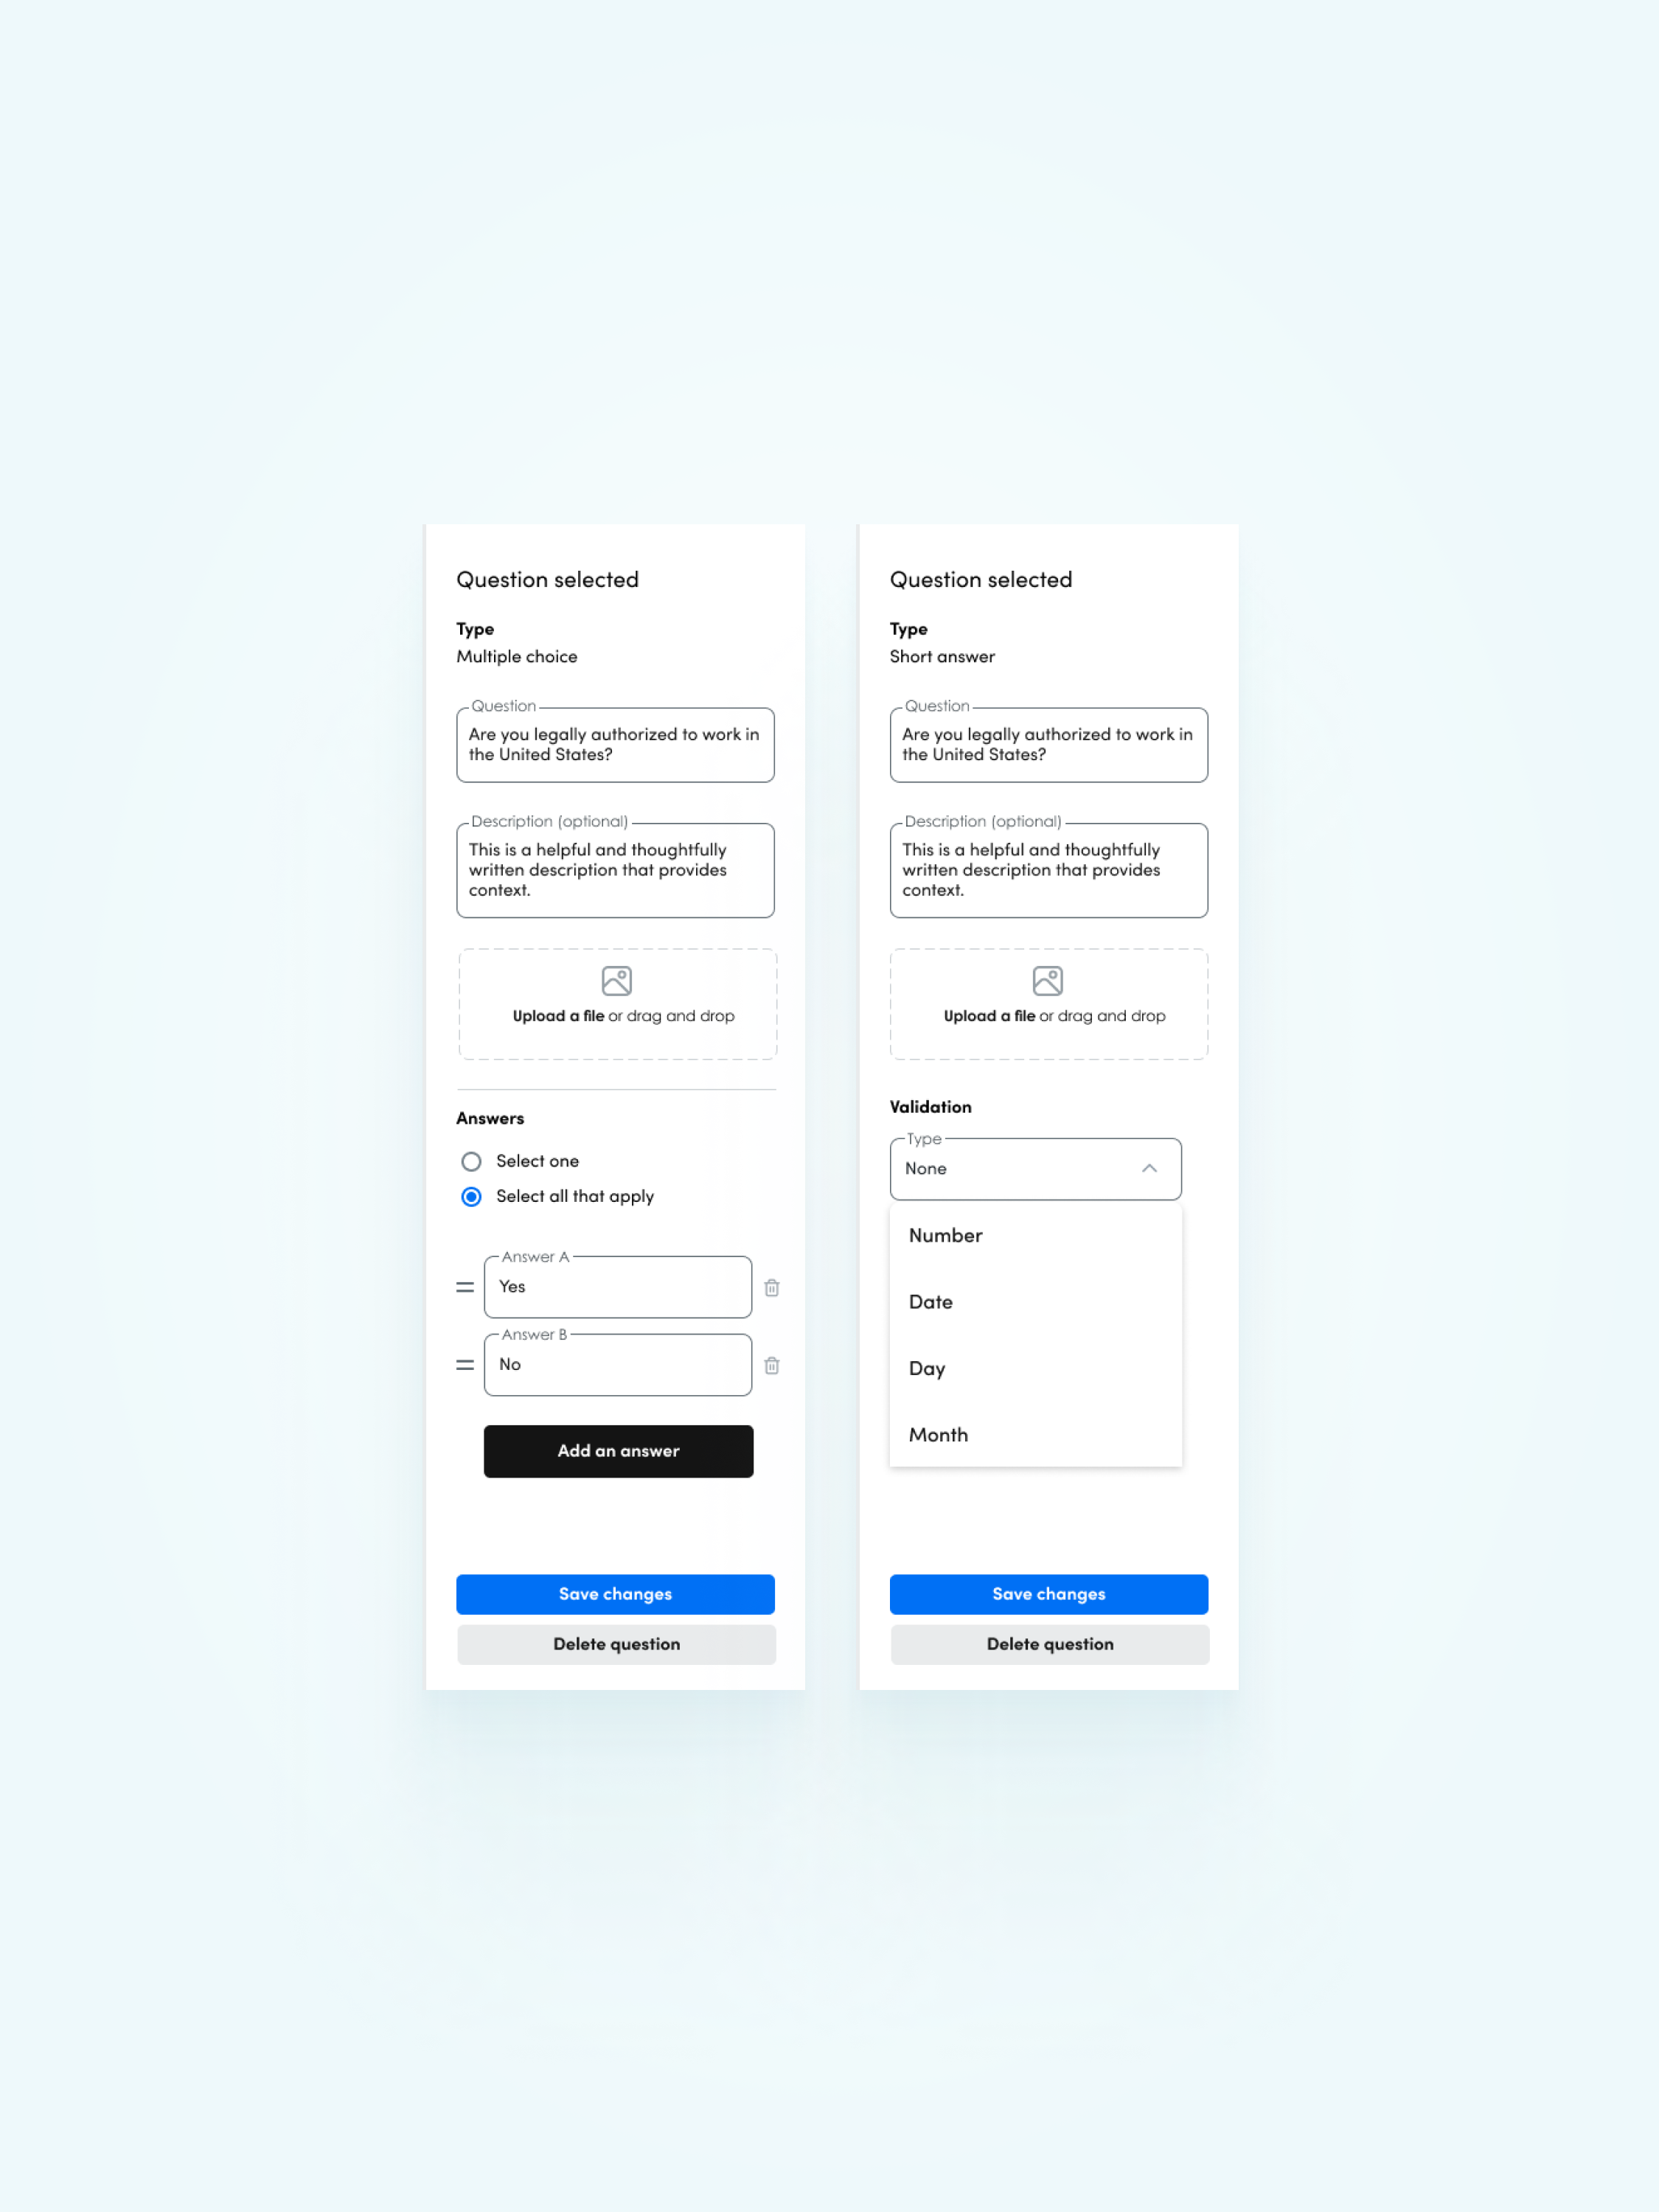 Question selected
Type
Multiple choice
Question
Are you legally authorized to work in
the United States?
Description (optional)
This is a helpful and thoughtfully
written description that provides
context.
Upload a file or drag and drop
Answers
Select one
Select all that apply
Answer A
Yes
Answer B
No
Add an answer
Save changes
Delete question
Question selected
Type
Short answer
Question
Are you legally authorized to work in
the United States?
Description (optional)
This is a helpful and thoughtfully
written description that provides
context.
Upload a file or drag and drop
Validation
Type
None
Number
Date
Day
Month
Save changes
Delete question